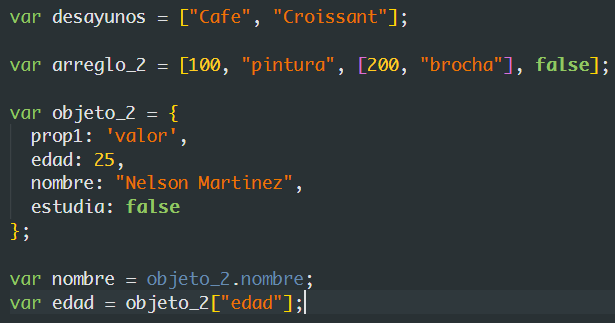 var desayunos = ["Cafe", "Croissant"];
var arreglo_2 = [100, "pintura", [200, "brocha"], false];
var objeto_2 = {
prop1: 'valor',
edad: 25,
nombre: "Nelson Martinez",
estudia: false
};
var nombre = objeto_2.nombre;
var edad = objeto_2["edad"];